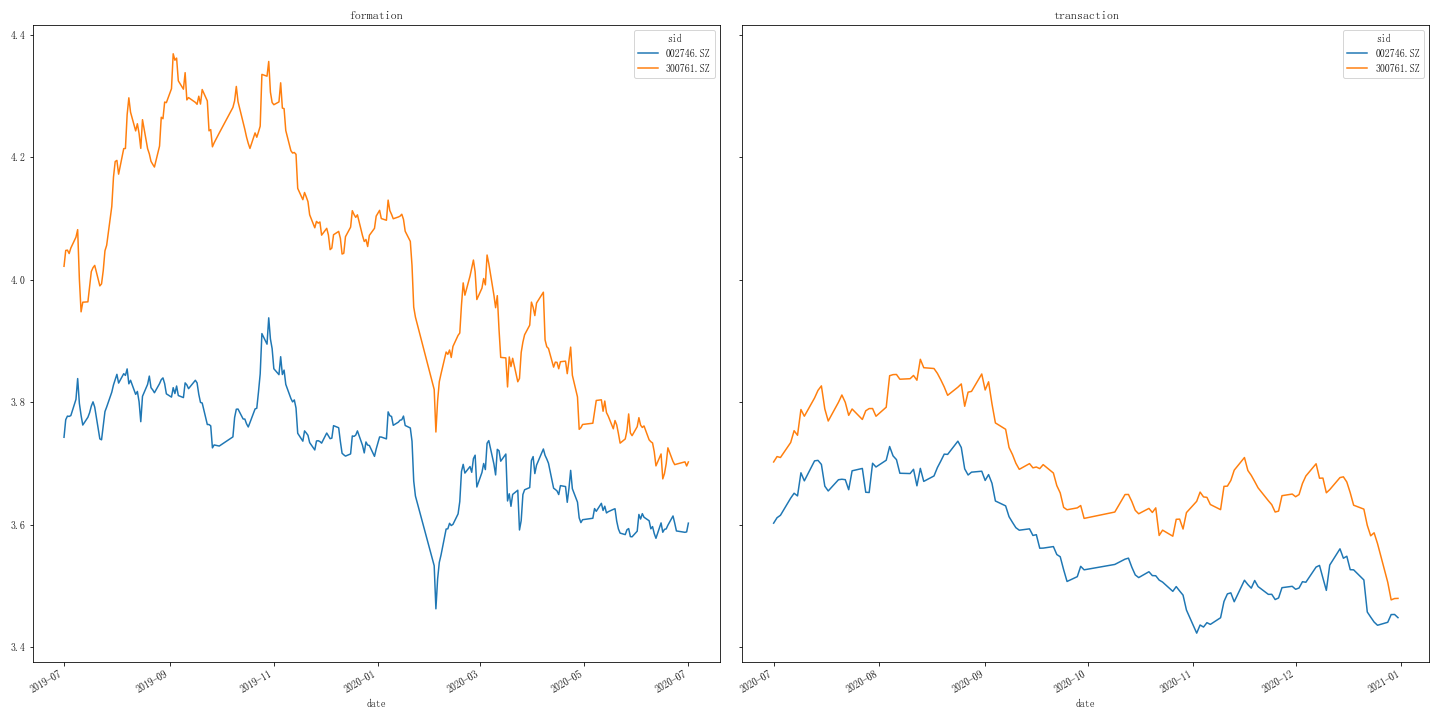 formation
transaction
4.4
4.2
4.0
3.8
3.6
3.4
sid
002746.SZ
300761.SZ
sid
002746.SZ
300761.SZ
2019-07
2019-09
2019-11
2020-01
2020-03
2020-05
2020-07
2020-07
2020-08
2020-09
2020-10
2020-11
2020-12
2021-01
date
date